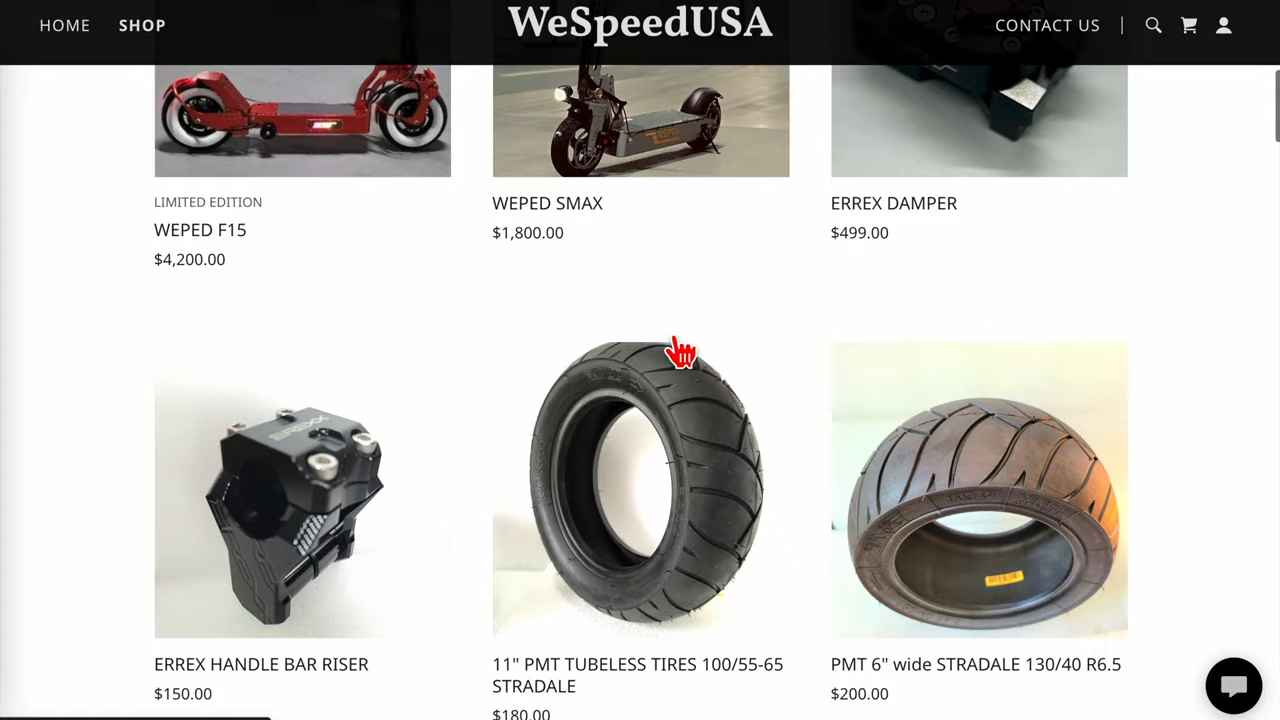 HOME
SHOP
WeSpeedUSA
CONTACT US
LIMITED EDITION
WEPED F15
$4,200.00
WEPED SMAX
$1,800.00
ERREX DAMPER
$499.00
ERREX HANDLE BAR RISER
$150.00
11" PMT TUBELESS TIRES 100/55-65
STRADALE
$180.00
PMT 6" wide STRADALE 130/40 R6.5
$200.00